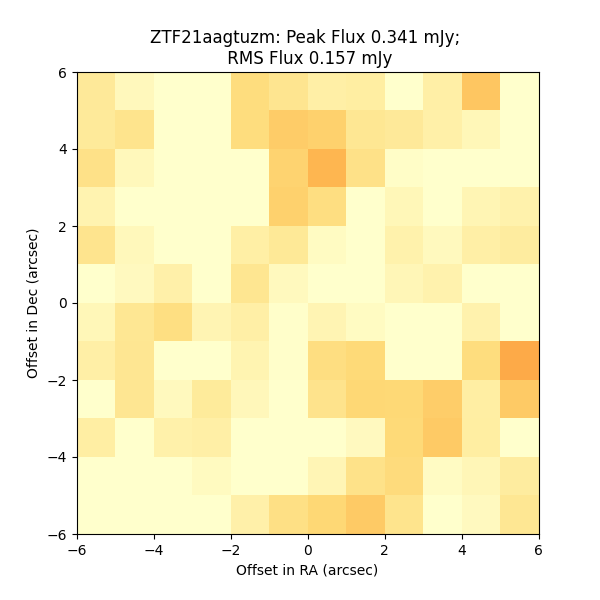 ZTF21aagtuzm: Peak Flux 0.341 mJy;
RMS Flux 0.157 mJy
6
4
2
0
−2
−4
−6
Offset in Dec (arcsec)
−6 −4 −2 0 2 4 6
Offset in RA (arcsec)